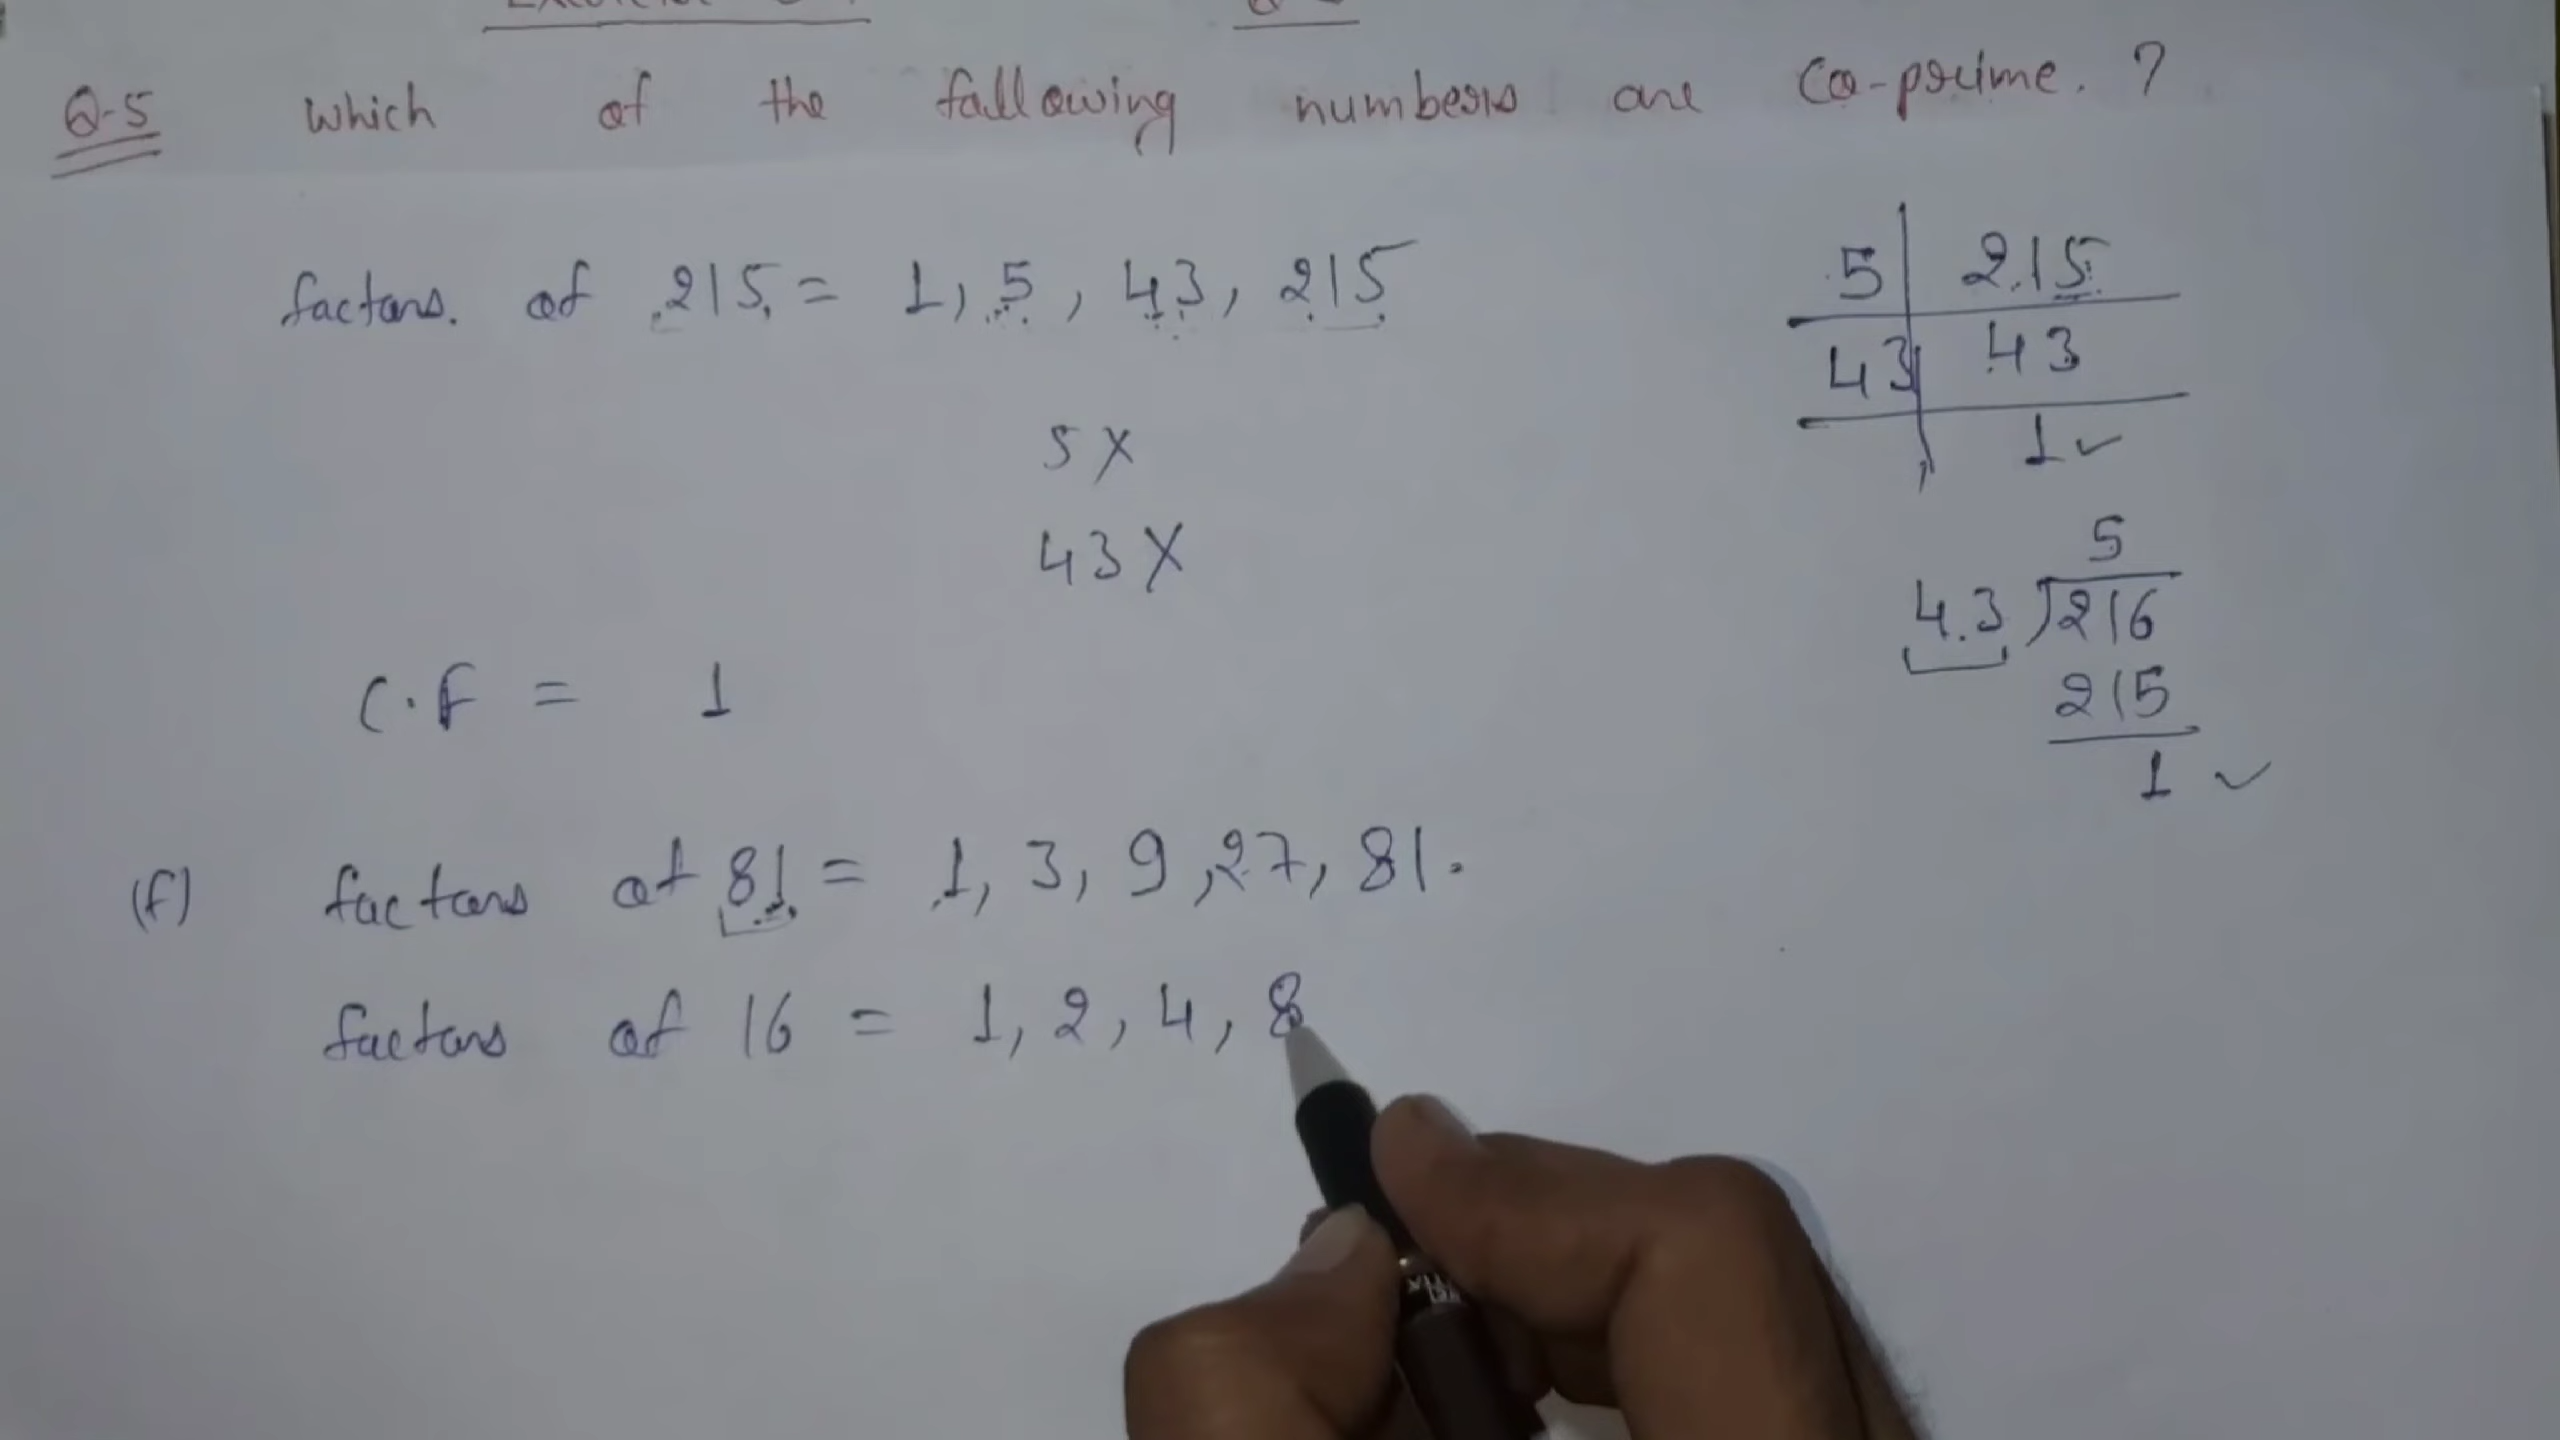 Q-5 Which of the fallowing numbers are Co-prime. ?
factors. of 215 = 1, 5, 43, 215
5 X
43 X
C.F = 1
5 | 215
43 | 43
1 ✓
5
43 ) 216
215
1 ✓
(f) factors of 81 = 1, 3, 9, 27, 81.
factors of 16 = 1, 2, 4, 8